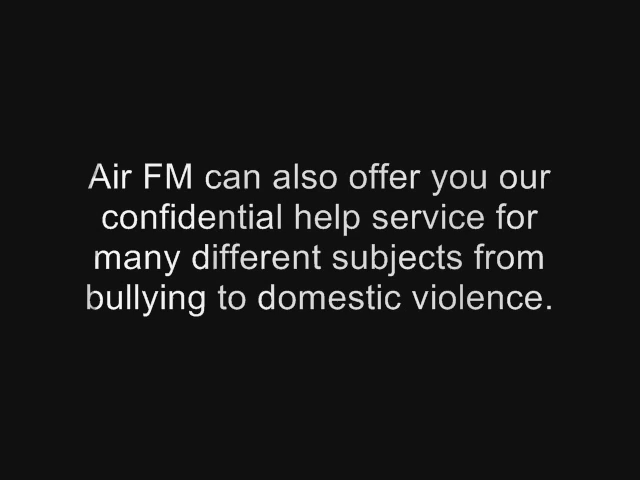 Air FM can also offer you our
confidential help service for
many different subjects from
bullying to domestic violence.